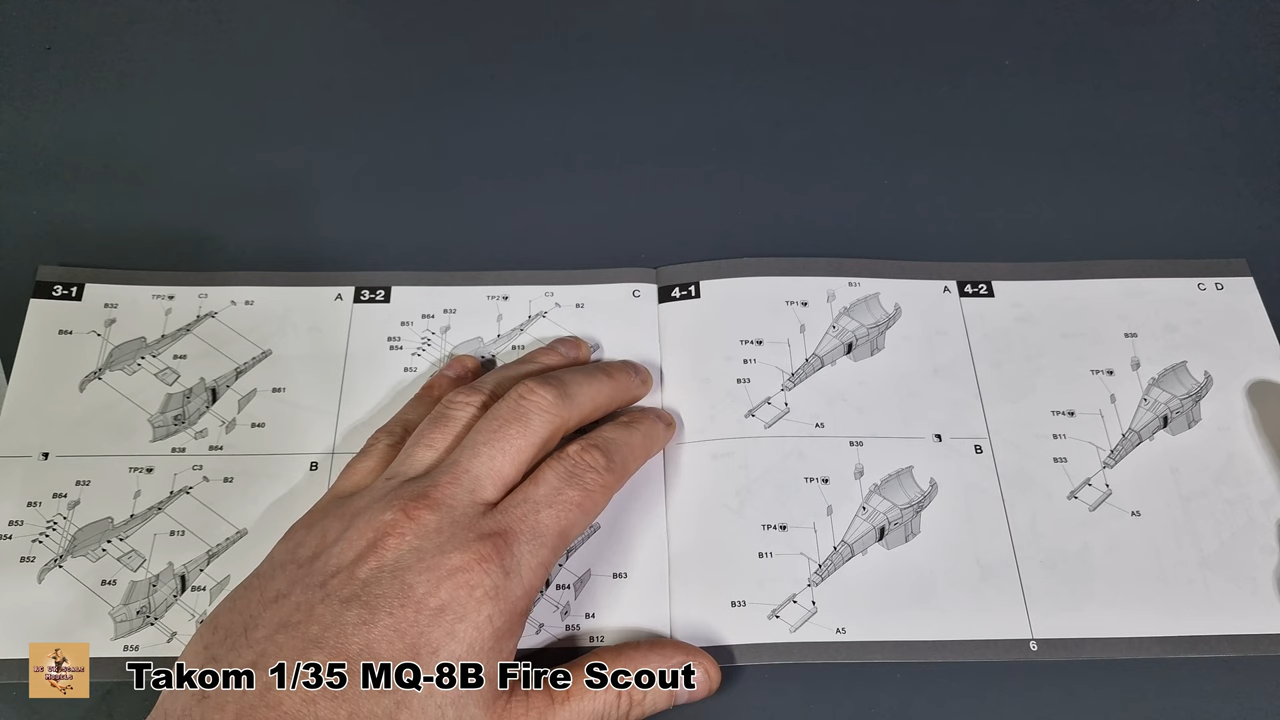 3-1
A
B32
TP2
C3
B2
B64
B46
B61
B40
B38
B64
3-2
C
B64
B32
TP2
C3
B2
B51
B53
B54
B52
B13
B
B64
B32
TP2
C3
B2
B51
B53
B54
B52
B13
B45
B64
B56
B63
B64
B4
B55
B12
4-1
A
B31
TP1
TP4
B11
B33
A5
B
B30
TP1
TP4
B11
B33
A5
4-2
C D
B30
TP1
TP4
B11
B33
A5
6
Takom 1/35 MQ-8B Fire Scout